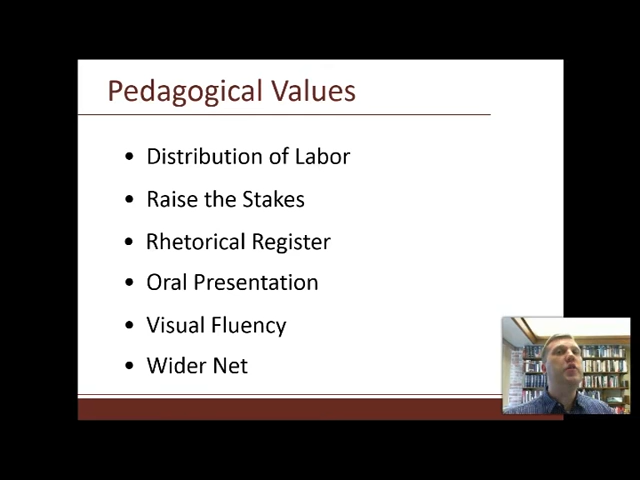 Pedagogical Values
• Distribution of Labor
• Raise the Stakes
• Rhetorical Register
• Oral Presentation
• Visual Fluency
• Wider Net